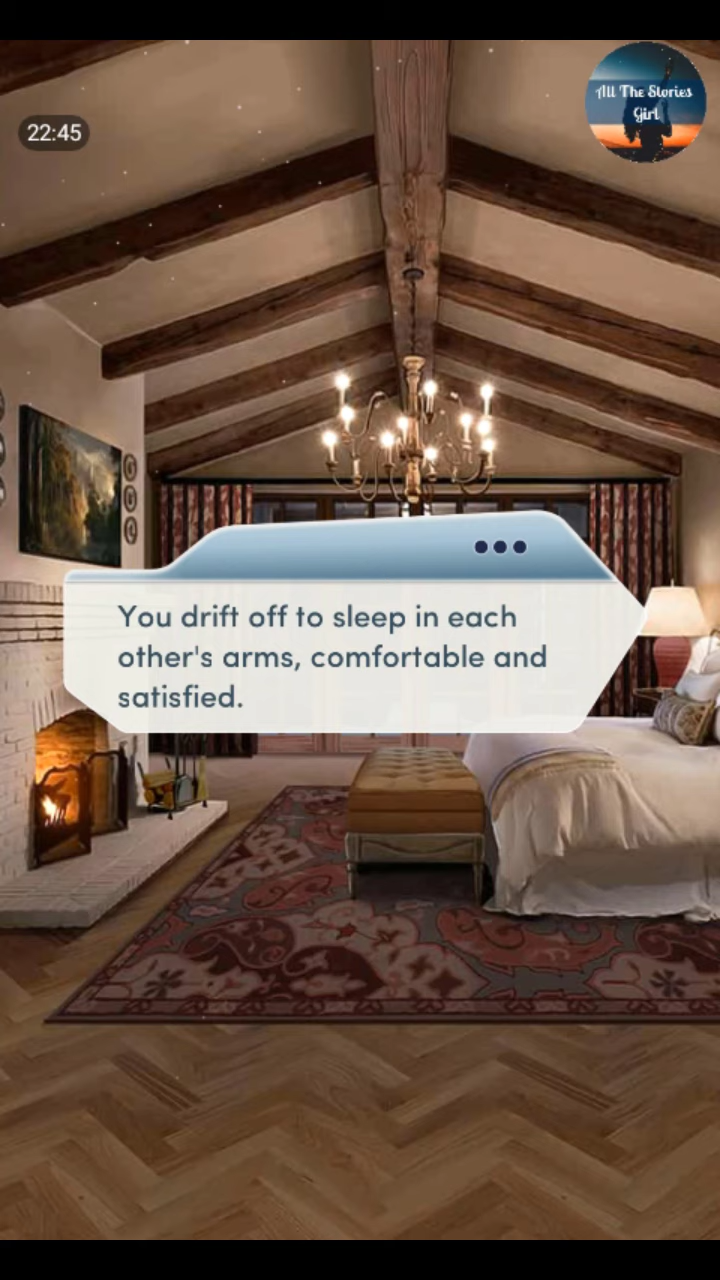 All The Stories
Girl
22:45
You drift off to sleep in each
other's arms, comfortable and
satisfied.